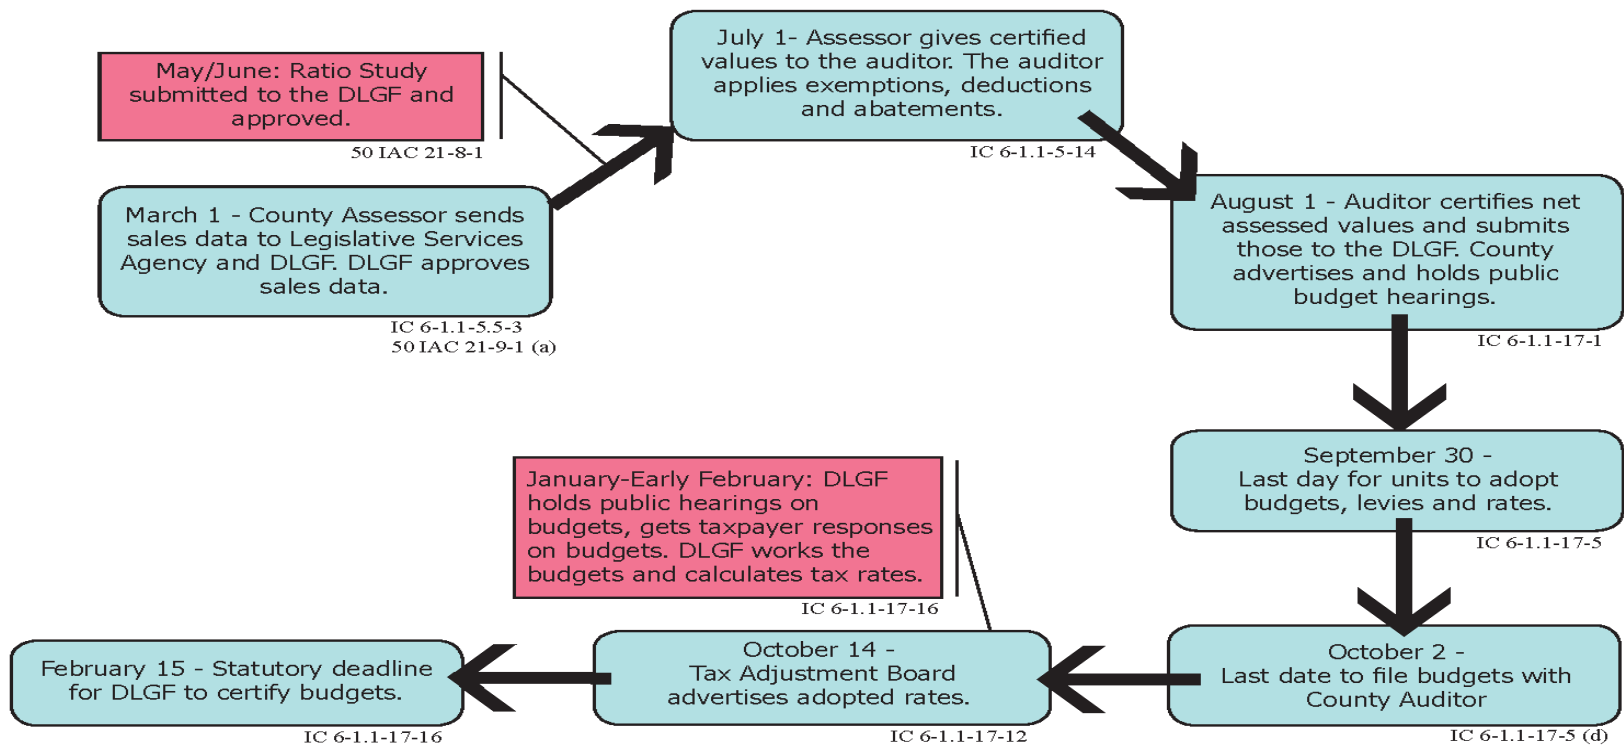 May/June: Ratio Study
submitted to the DLGF and
approved.
50 IAC 21-8-1
March 1 - County Assessor sends
sales data to Legislative Services
Agency and DLGF. DLGF approves
sales data.
IC 6-1.1-5.5-3
50 IAC 21-9-1 (a)
July 1- Assessor gives certified
values to the auditor. The auditor
applies exemptions, deductions
and abatements.
IC 6-1.1-5-14
August 1 - Auditor certifies net
assessed values and submits
those to the DLGF. County
advertises and holds public
budget hearings.
IC 6-1.1-17-1
September 30 -
Last day for units to adopt
budgets, levies and rates.
IC 6-1.1-17-5
October 2 -
Last date to file budgets with
County Auditor
IC 6-1.1-17-5 (d)
January-Early February: DLGF
holds public hearings on
budgets, gets taxpayer responses
on budgets. DLGF works the
budgets and calculates tax rates.
IC 6-1.1-17-16
October 14 -
Tax Adjustment Board
advertises adopted rates.
IC 6-1.1-17-12
February 15 - Statutory deadline
for DLGF to certify budgets.
IC 6-1.1-17-16